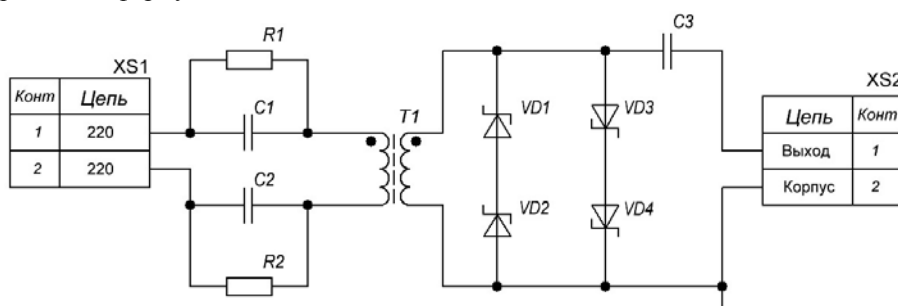 R1
XS1
Конт Цепь
1 220
2 220
C1
C2
R2
T1
VD1
VD2
VD3
VD4
C3
XS2
Цепь Конт
Выход 1
Корпус 2